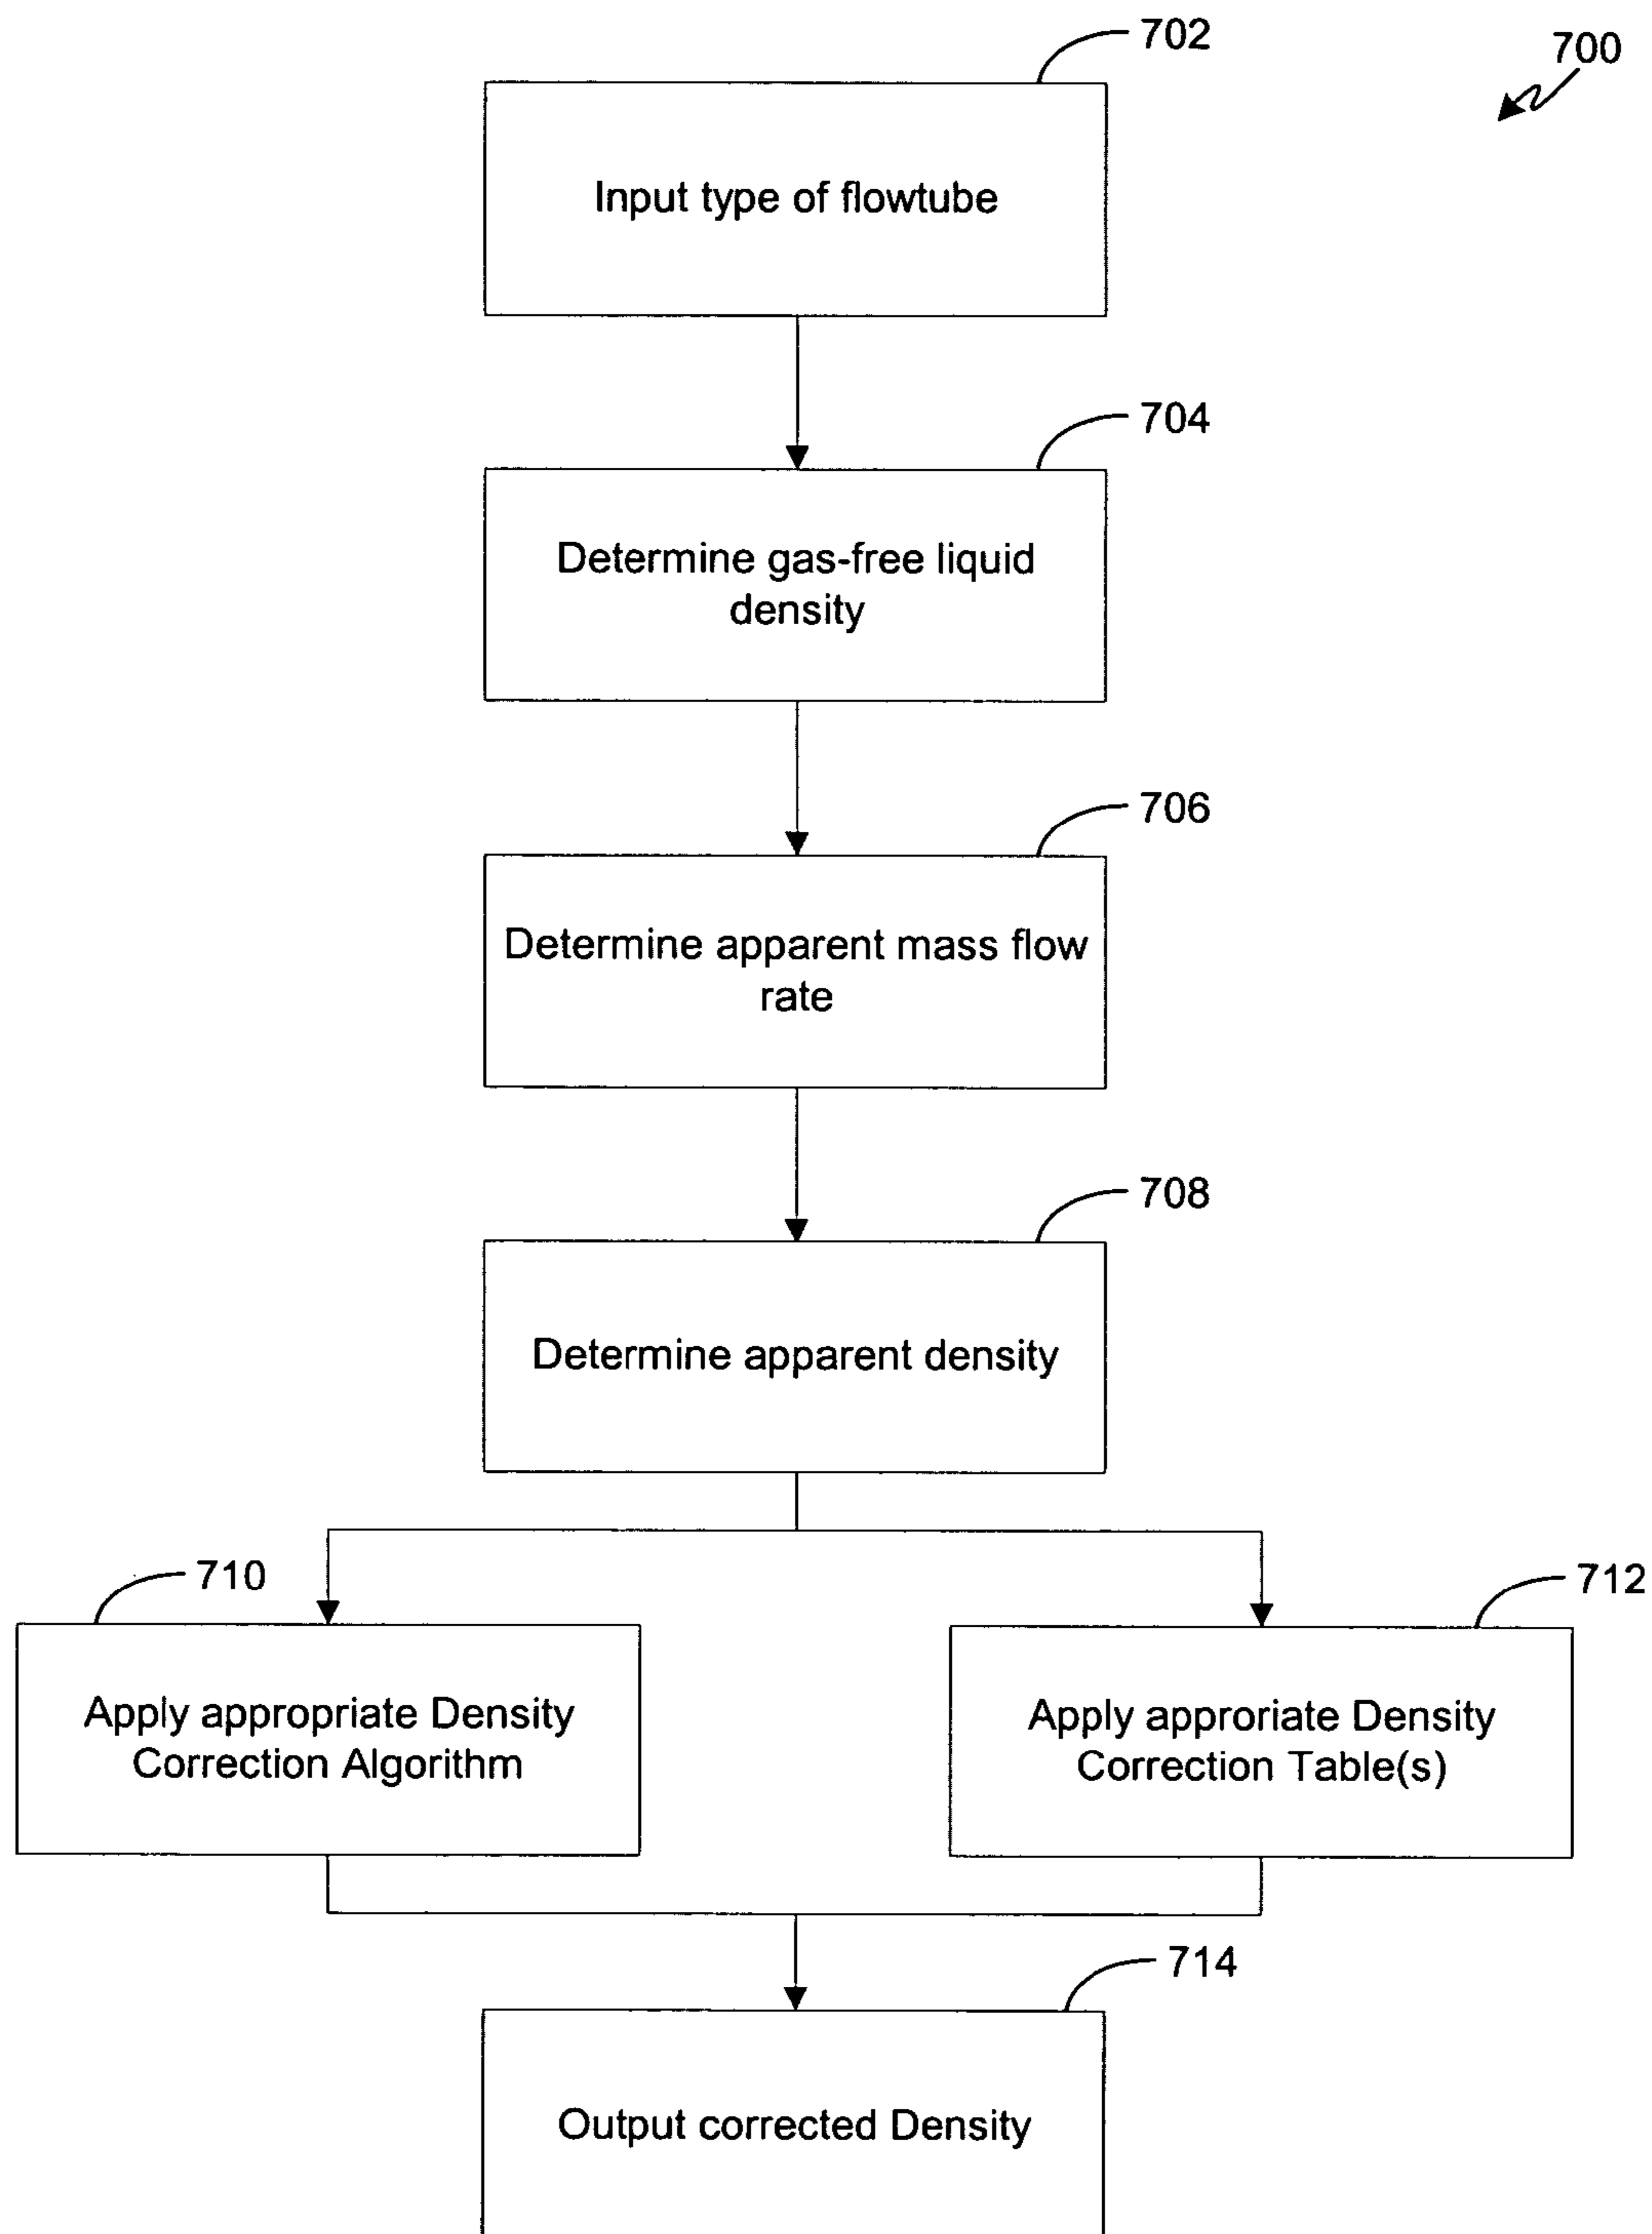 702
700
Input type of flowtube
704
Determine gas-free liquid
density
706
Determine apparent mass flow
rate
708
Determine apparent density
710
712
Apply appropriate Density
Correction Algorithm
Apply approriate Density
Correction Table(s)
714
Output corrected Density